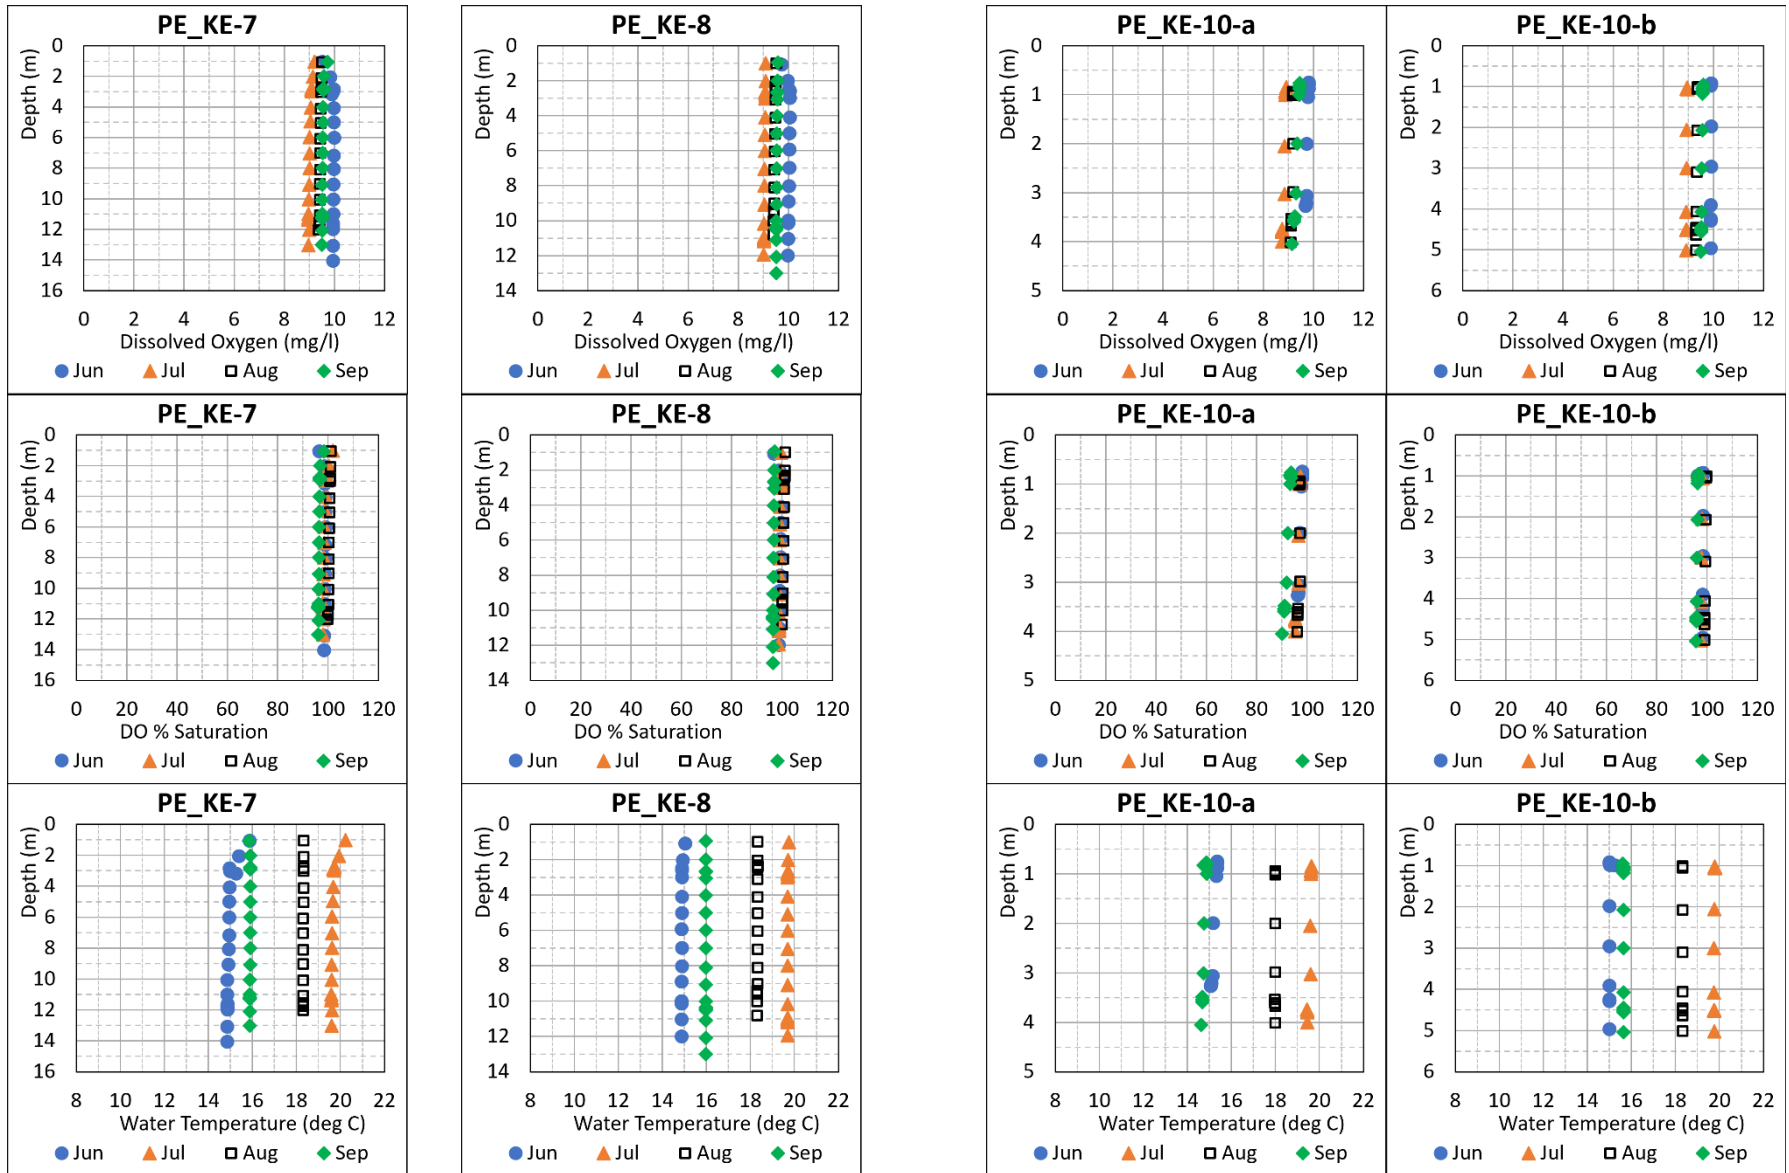 PE_KE-7
0
2
4
6
8
10
12
14
16
Depth (m)
0 2 4 6 8 10 12
Dissolved Oxygen (mg/l)
Jun Jul Aug Sep
PE_KE-8
0
2
4
6
8
10
12
14
Depth (m)
0 2 4 6 8 10 12
Dissolved Oxygen (mg/l)
Jun Jul Aug Sep
PE_KE-10-a
0
1
2
3
4
5
Depth (m)
0 2 4 6 8 10 12
Dissolved Oxygen (mg/l)
Jun Jul Aug Sep
PE_KE-10-b
0
1
2
3
4
5
6
Depth (m)
0 2 4 6 8 10 12
Dissolved Oxygen (mg/l)
Jun Jul Aug Sep
PE_KE-7
0
2
4
6
8
10
12
14
16
Depth (m)
0 20 40 60 80 100 120
DO % Saturation
Jun Jul Aug Sep
PE_KE-8
0
2
4
6
8
10
12
14
Depth (m)
0 20 40 60 80 100 120
DO % Saturation
Jun Jul Aug Sep
PE_KE-10-a
0
1
2
3
4
5
Depth (m)
0 20 40 60 80 100 120
DO % Saturation
Jun Jul Aug Sep
PE_KE-10-b
0
1
2
3
4
5
6
Depth (m)
0 20 40 60 80 100 120
DO % Saturation
Jun Jul Aug Sep
PE_KE-7
0
2
4
6
8
10
12
14
16
Depth (m)
8 10 12 14 16 18 20 22
Water Temperature (deg C)
Jun Jul Aug Sep
PE_KE-8
0
2
4
6
8
10
12
14
Depth (m)
8 10 12 14 16 18 20 22
Water Temperature (deg C)
Jun Jul Aug Sep
PE_KE-10-a
0
1
2
3
4
5
Depth (m)
8 10 12 14 16 18 20 22
Water Temperature (deg C)
Jun Jul Aug Sep
PE_KE-10-b
0
1
2
3
4
5
6
Depth (m)
8 10 12 14 16 18 20 22
Water Temperature (deg C)
Jun Jul Aug Sep